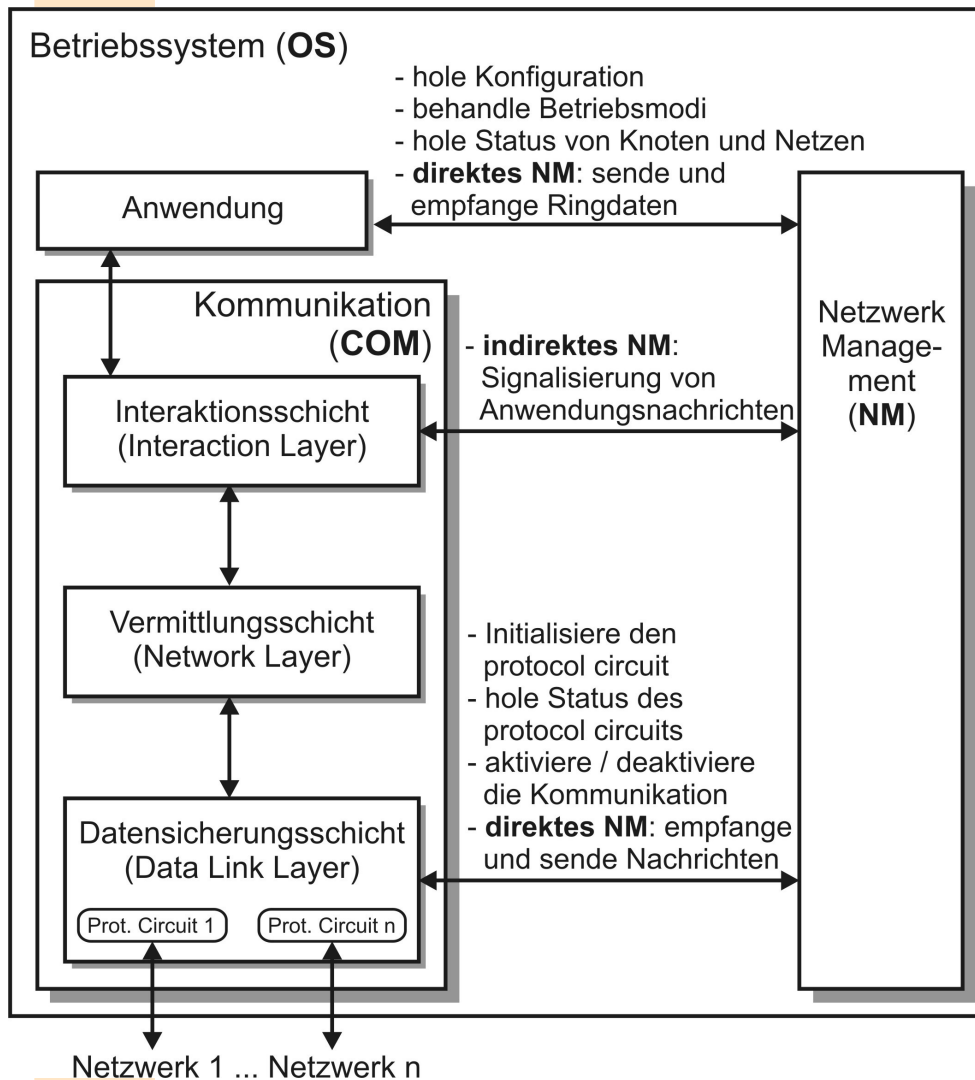 Betriebssystem (OS)
- hole Konfiguration
- behandle Betriebsmodi
- hole Status von Knoten und Netzen
- direktes NM: sende und
empfange Ringdaten
Anwendung
Kommunikation
(COM)
Interaktionsschicht
(Interaction Layer)
- indirektes NM:
Signalisierung von
Anwendungsnachrichten
Netzwerk
Manage-
ment
(NM)
Vermittlungsschicht
(Network Layer)
- Initialisiere den
protocol circuit
- hole Status des
protocol circuits
- aktiviere / deaktiviere
die Kommunikation
- direktes NM: empfange
und sende Nachrichten
Datensicherungsschicht
(Data Link Layer)
Prot. Circuit 1
Prot. Circuit n
Netzwerk 1 ... Netzwerk n